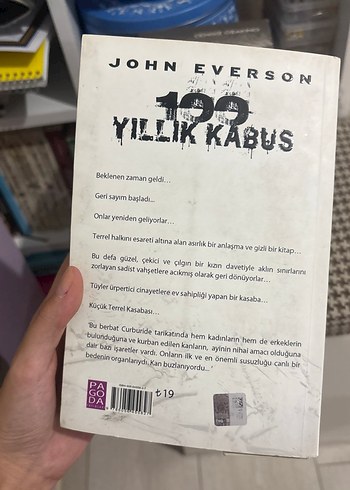 JOHN EVERSON
100
YILLIK KABUS
Beklenen zaman geldi...
Geri sayım başladı...
Onlar yeniden geliyorlar...
Terrel halkını esareti altına alan asırlık bir anlaşma ve gizli bir kitap...
Bu defa güzel, çekici ve çılgın bir kızın davetiyle aklın sınırlarını
zorlayan sadist vahşetlere acıkmış olarak geri dönüyorlar...
Tüyler ürpertici cinayetlere ev sahipliği yapan bir kasaba...
Küçük Terrel Kasabası...
'Bu berbat Curburide tarikatında hem kadınların hem de erkeklerin
bulunduğuna ve kurban edilen kanların, ayinin nihai amacı olduğuna
dair bazı işaretler vardı. Onların ilk ve en önemli susuzluğu canlı bir
bedenin organlarıydı. Kan buzlanıyordu...'
PA
GO
DA
₺19